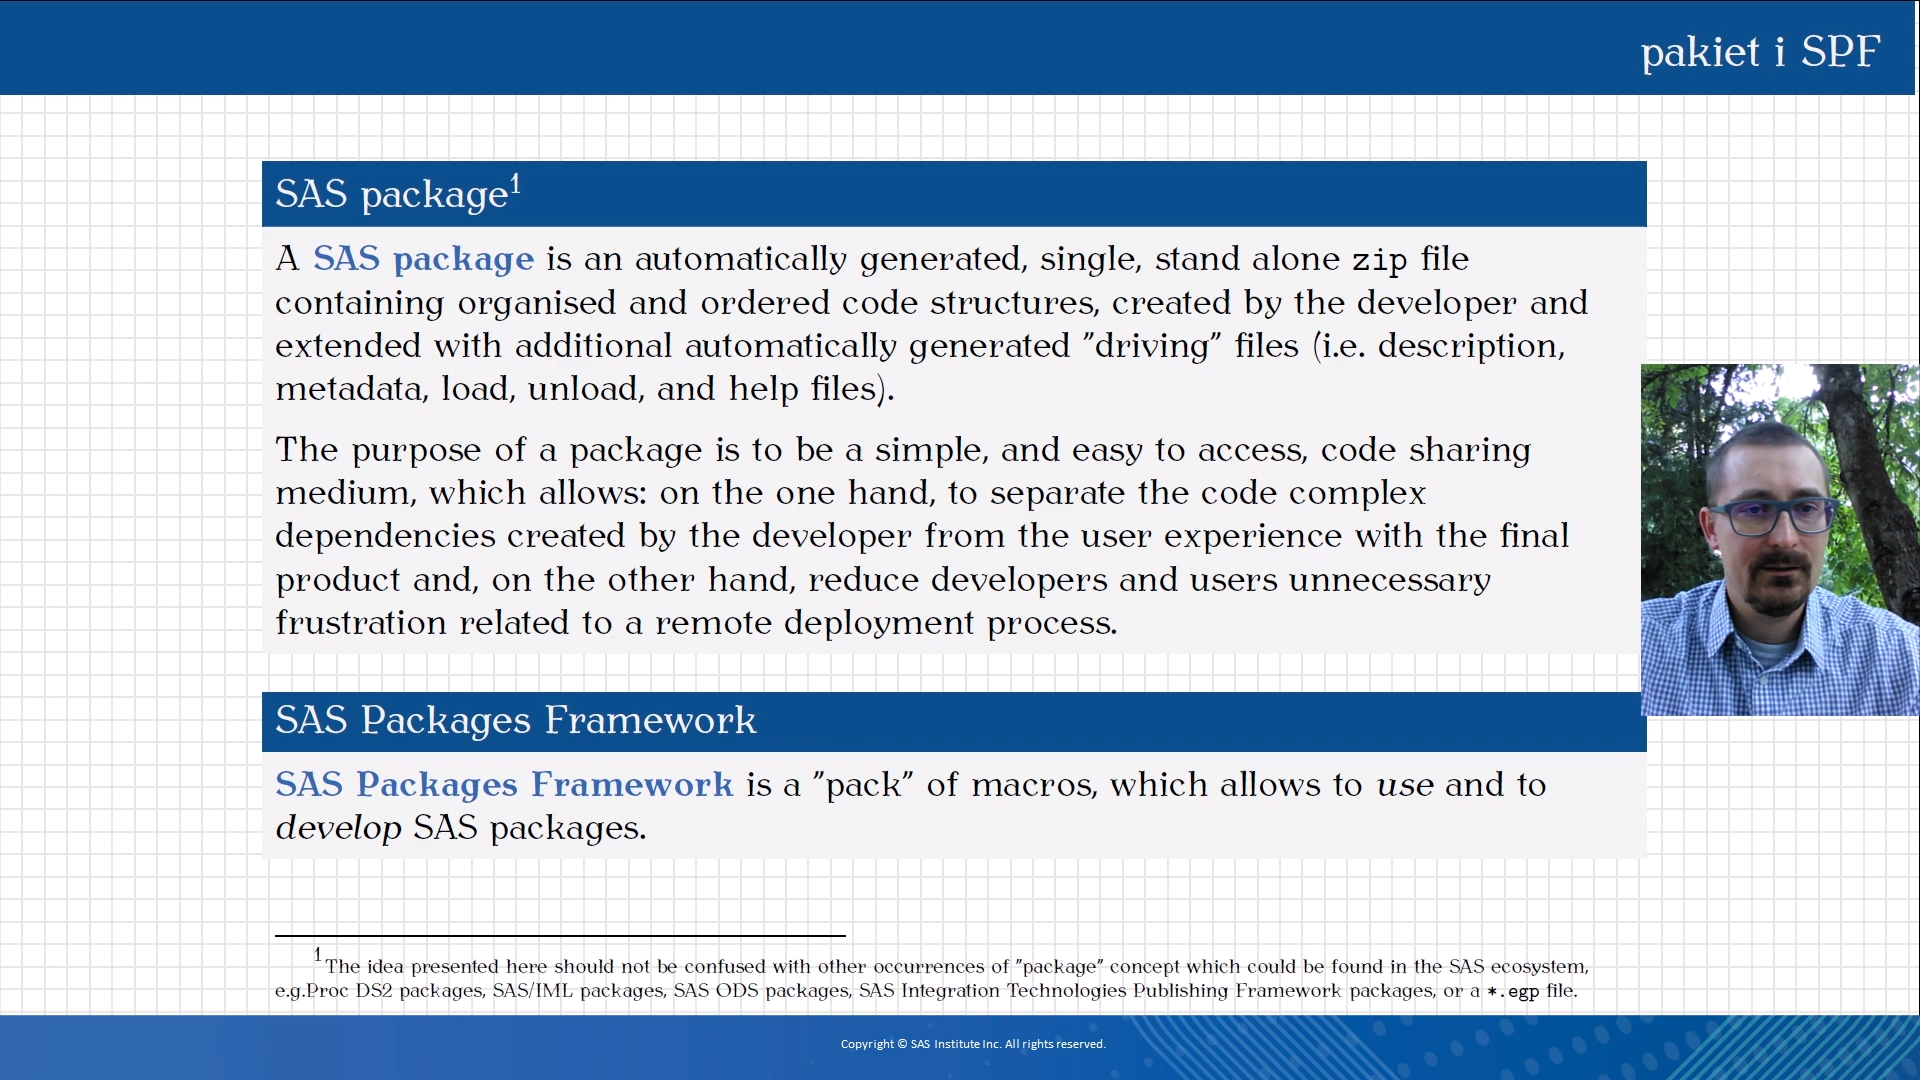 pakiet i SPF
SAS package1
A SAS package is an automatically generated, single, stand alone zip file
containing organised and ordered code structures, created by the developer and
extended with additional automatically generated "driving" files (i.e. description,
metadata, load, unload, and help files).
The purpose of a package is to be a simple, and easy to access, code sharing
medium, which allows: on the one hand, to separate the code complex
dependencies created by the developer from the user experience with the final
product and, on the other hand, reduce developers and users unnecessary
frustration related to a remote deployment process.
SAS Packages Framework
SAS Packages Framework is a "pack" of macros, which allows to use and to
develop SAS packages.
1The idea presented here should not be confused with other occurrences of "package" concept which could be found in the SAS ecosystem,
e.g.Proc DS2 packages, SAS/IML packages, SAS ODS packages, SAS Integration Technologies Publishing Framework packages, or a *.egp file.
Copyright © SAS Institute Inc. All rights reserved.